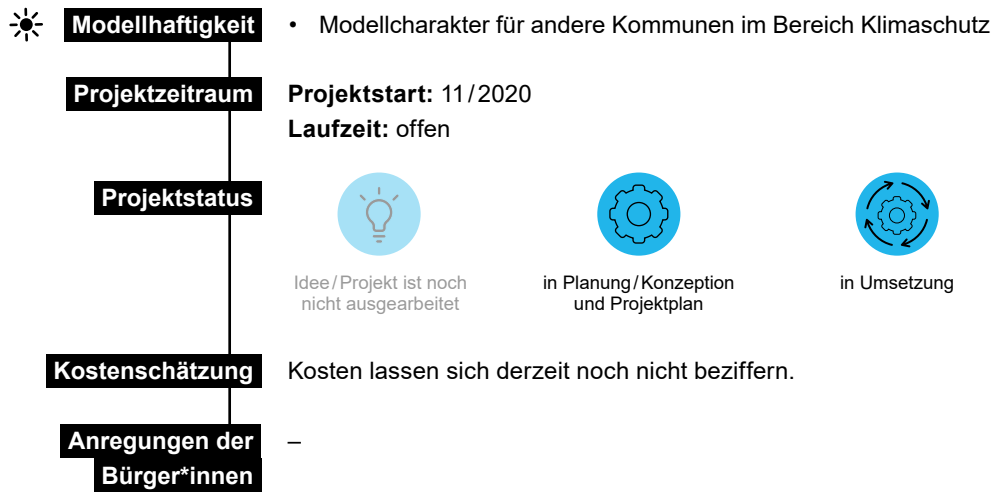 Modellhaftigkeit • Modellcharakter für andere Kommunen im Bereich Klimaschutz
Projektzeitraum Projektstart: 11/2020
Laufzeit: offen
Projektstatus
Idee/Projekt ist noch
nicht ausgearbeitet
in Planung/Konzeption
und Projektplan
in Umsetzung
Kostenschätzung Kosten lassen sich derzeit noch nicht beziffern.
Anregungen der –
Bürger*innen